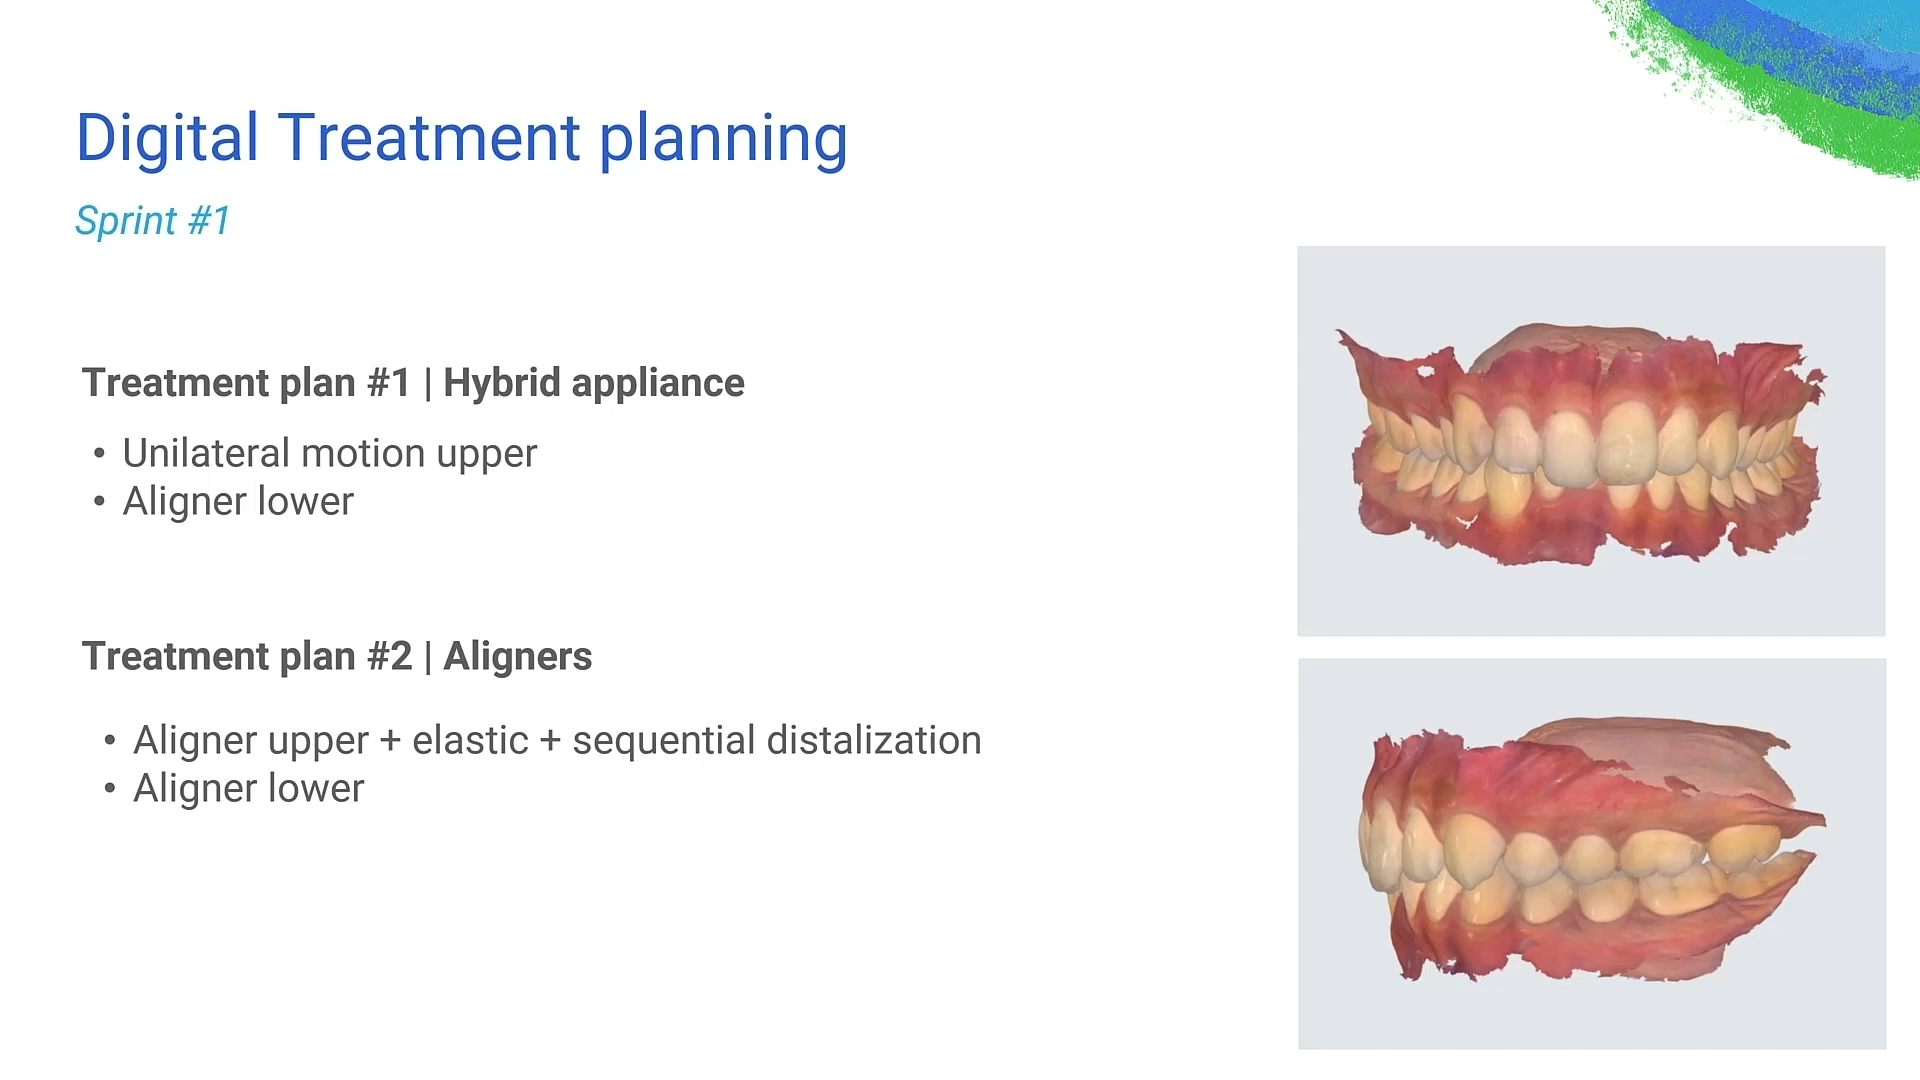 Digital Treatment planning
Sprint #1
Treatment plan #1 | Hybrid appliance
• Unilateral motion upper
• Aligner lower
Treatment plan #2 | Aligners
• Aligner upper + elastic + sequential distalization
• Aligner lower